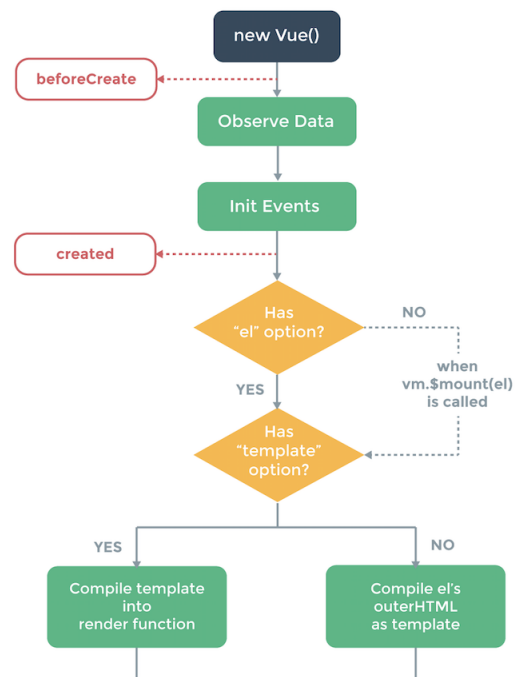 new Vue()
beforeCreate
Observe Data
Init Events
created
Has
“el” option?
NO
when
vm.$mount(el)
is called
YES
Has
“template”
option?
YES
NO
Compile template
into
render function
Compile el’s
outerHTML
as template